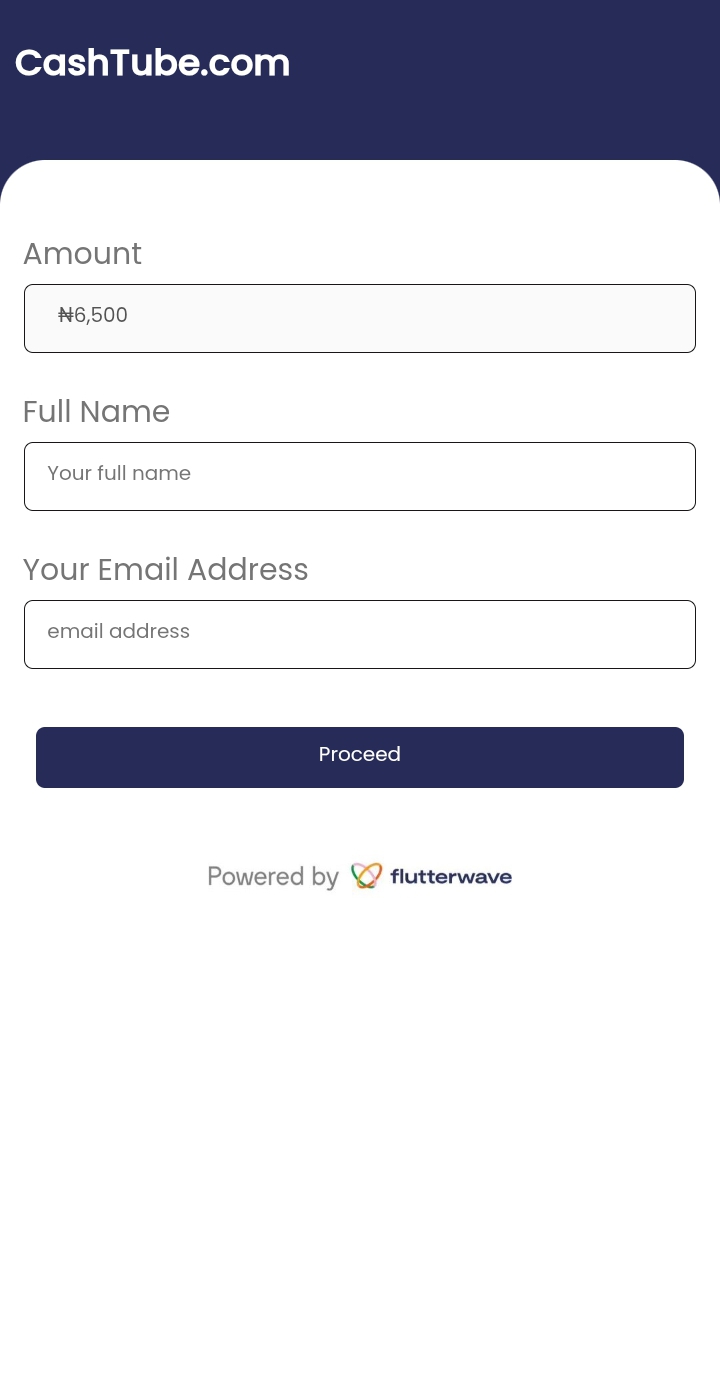 CashTube.com
Amount
₦6,500
Full Name
Your full name
Your Email Address
email address
Proceed
Powered by flutterwave